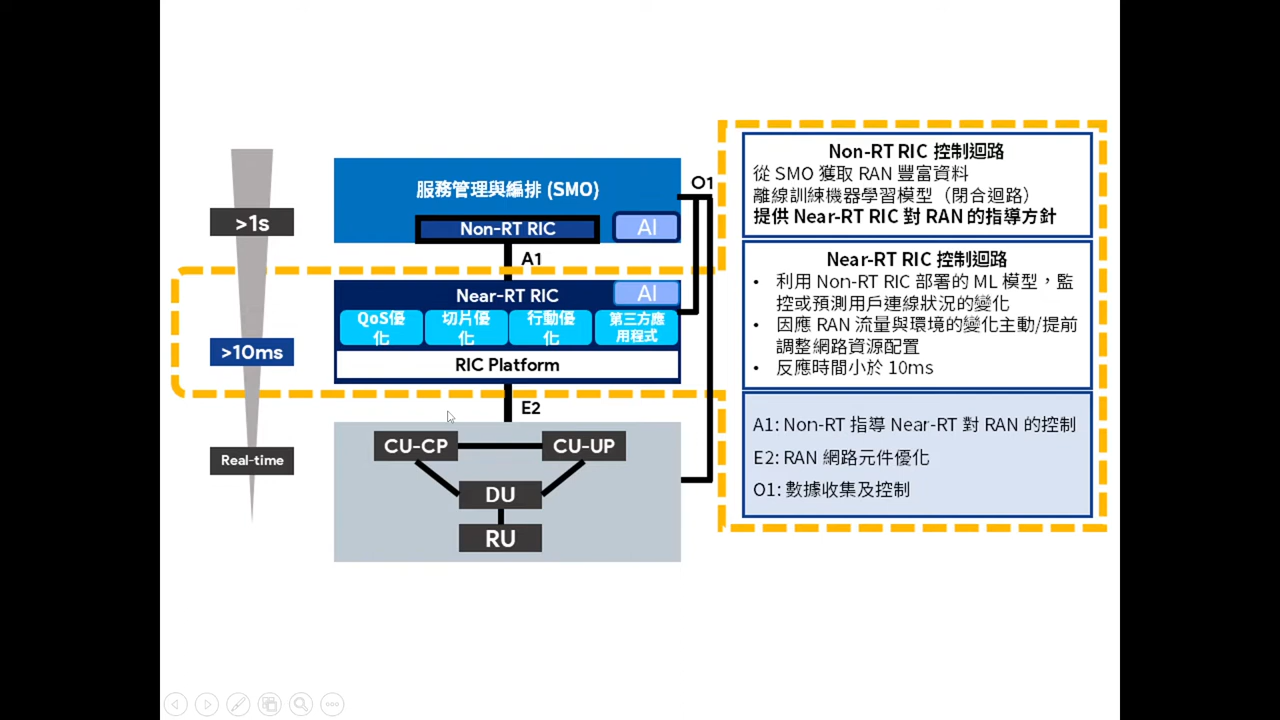 >1s
>10ms
Real-time
服務管理與編排 (SMO)
Non-RT RIC
AI
A1
O1
Near-RT RIC
AI
QoS優
化
切片優
化
行動優
化
第三方應
用程式
RIC Platform
E2
CU-CP
CU-UP
DU
RU
Non-RT RIC 控制迴路
從 SMO 獲取 RAN 豐富資料
離線訓練機器學習模型（閉合迴路）
提供 Near-RT RIC 對 RAN 的指導方針
Near-RT RIC 控制迴路
• 利用 Non-RT RIC 部署的 ML 模型，監
控或預測用戶連線狀況的變化
• 因應 RAN 流量與環境的變化主動/提前
調整網路資源配置
• 反應時間小於 10ms
A1: Non-RT 指導 Near-RT 對 RAN 的控制
E2: RAN 網路元件優化
O1: 數據收集及控制